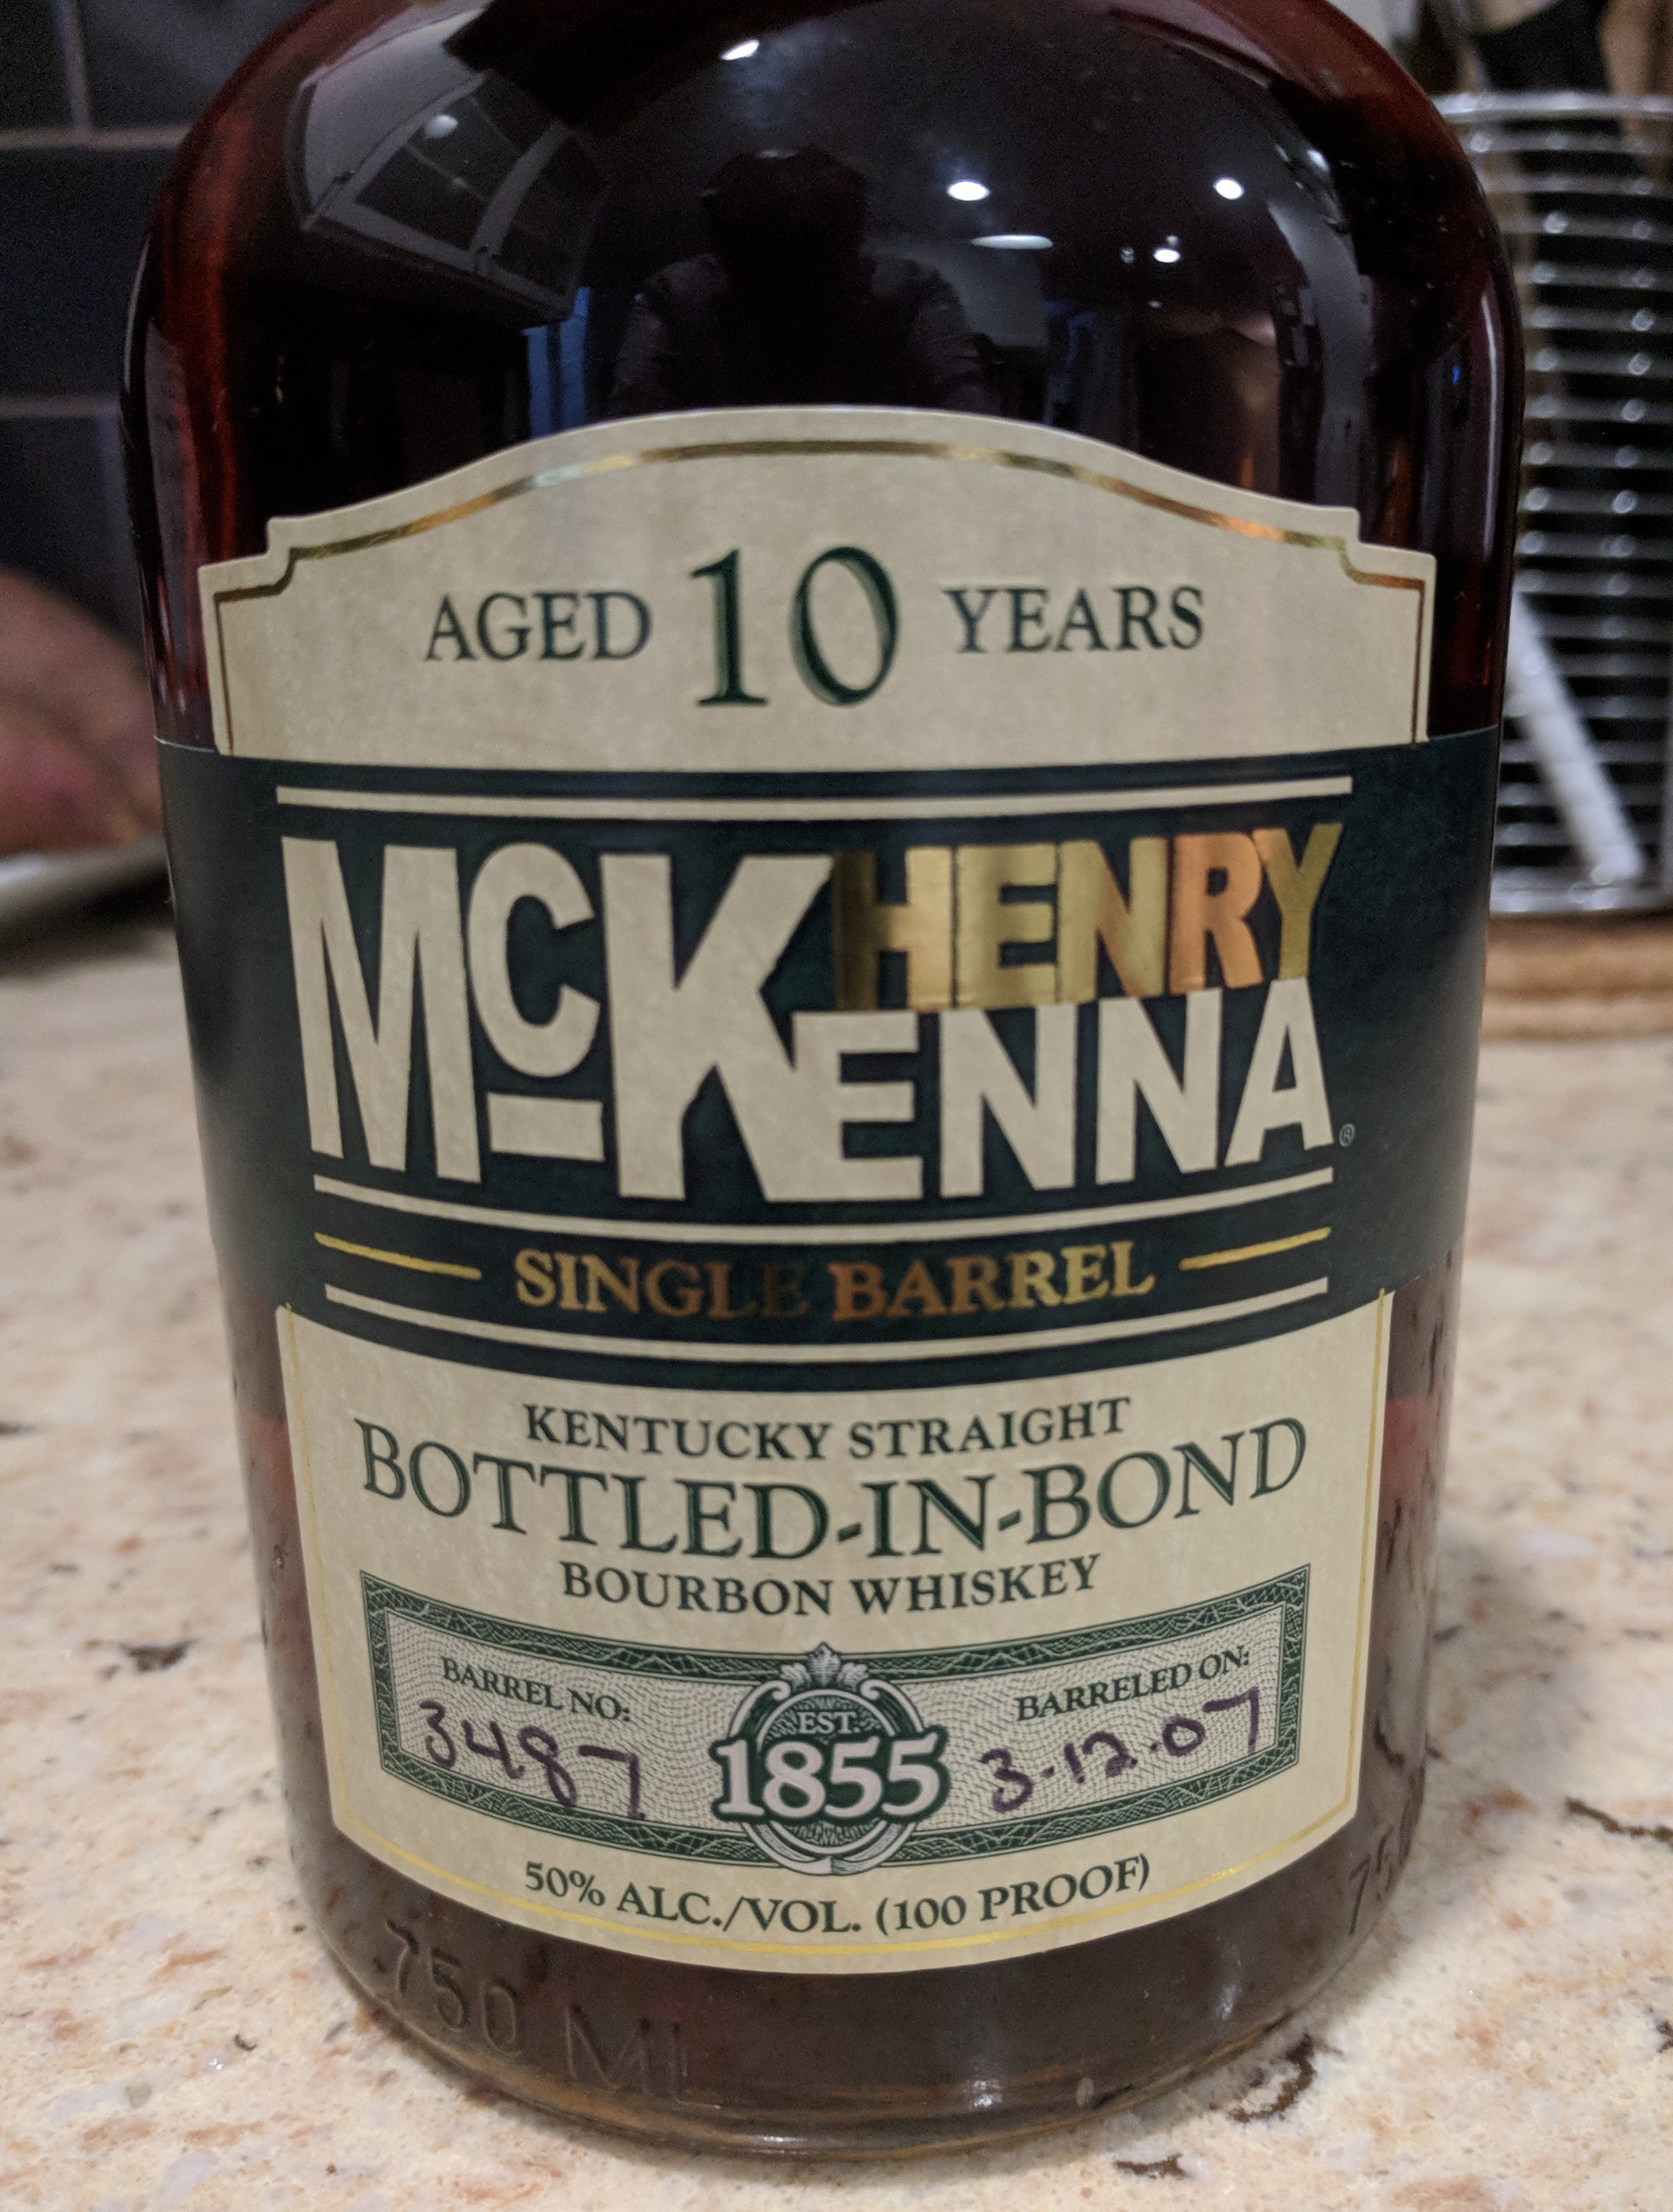 AGED 10 YEARS
HENRY
McKENNA®
SINGLE BARREL
KENTUCKY STRAIGHT
BOTTLED-IN-BOND
BOURBON WHISKEY
BARREL NO:
3487
EST.
1855
BARRELED ON:
3.12.07
50% ALC./VOL. (100 PROOF)
750 ML
75